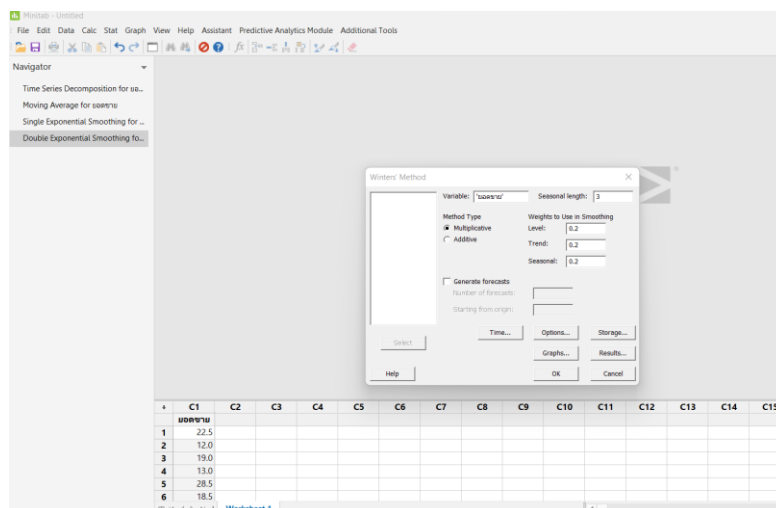 Minitab - Untitled
File Edit Data Calc Stat Graph View Help Assistant Predictive Analytics Module Additional Tools
Navigator
Time Series Decomposition for ยอ...
Moving Average for ยอดขาย
Single Exponential Smoothing for ...
Double Exponential Smoothing fo...
Winters' Method
Variable: 'ยอดขาย' Seasonal length: 3
Method Type Weights to Use in Smoothing
Multiplicative Level: 0.2
Additive Trend: 0.2
Seasonal: 0.2
Generate forecasts
Number of forecasts:
Starting from origin:
Time... Options... Storage...
Select
Graphs... Results...
Help OK Cancel
C1 C2 C3 C4 C5 C6 C7 C8 C9 C10 C11 C12 C13 C14 C15
ยอดขาย
1 22.5
2 12.0
3 19.0
4 13.0
5 28.5
6 18.5
Worksheet 1